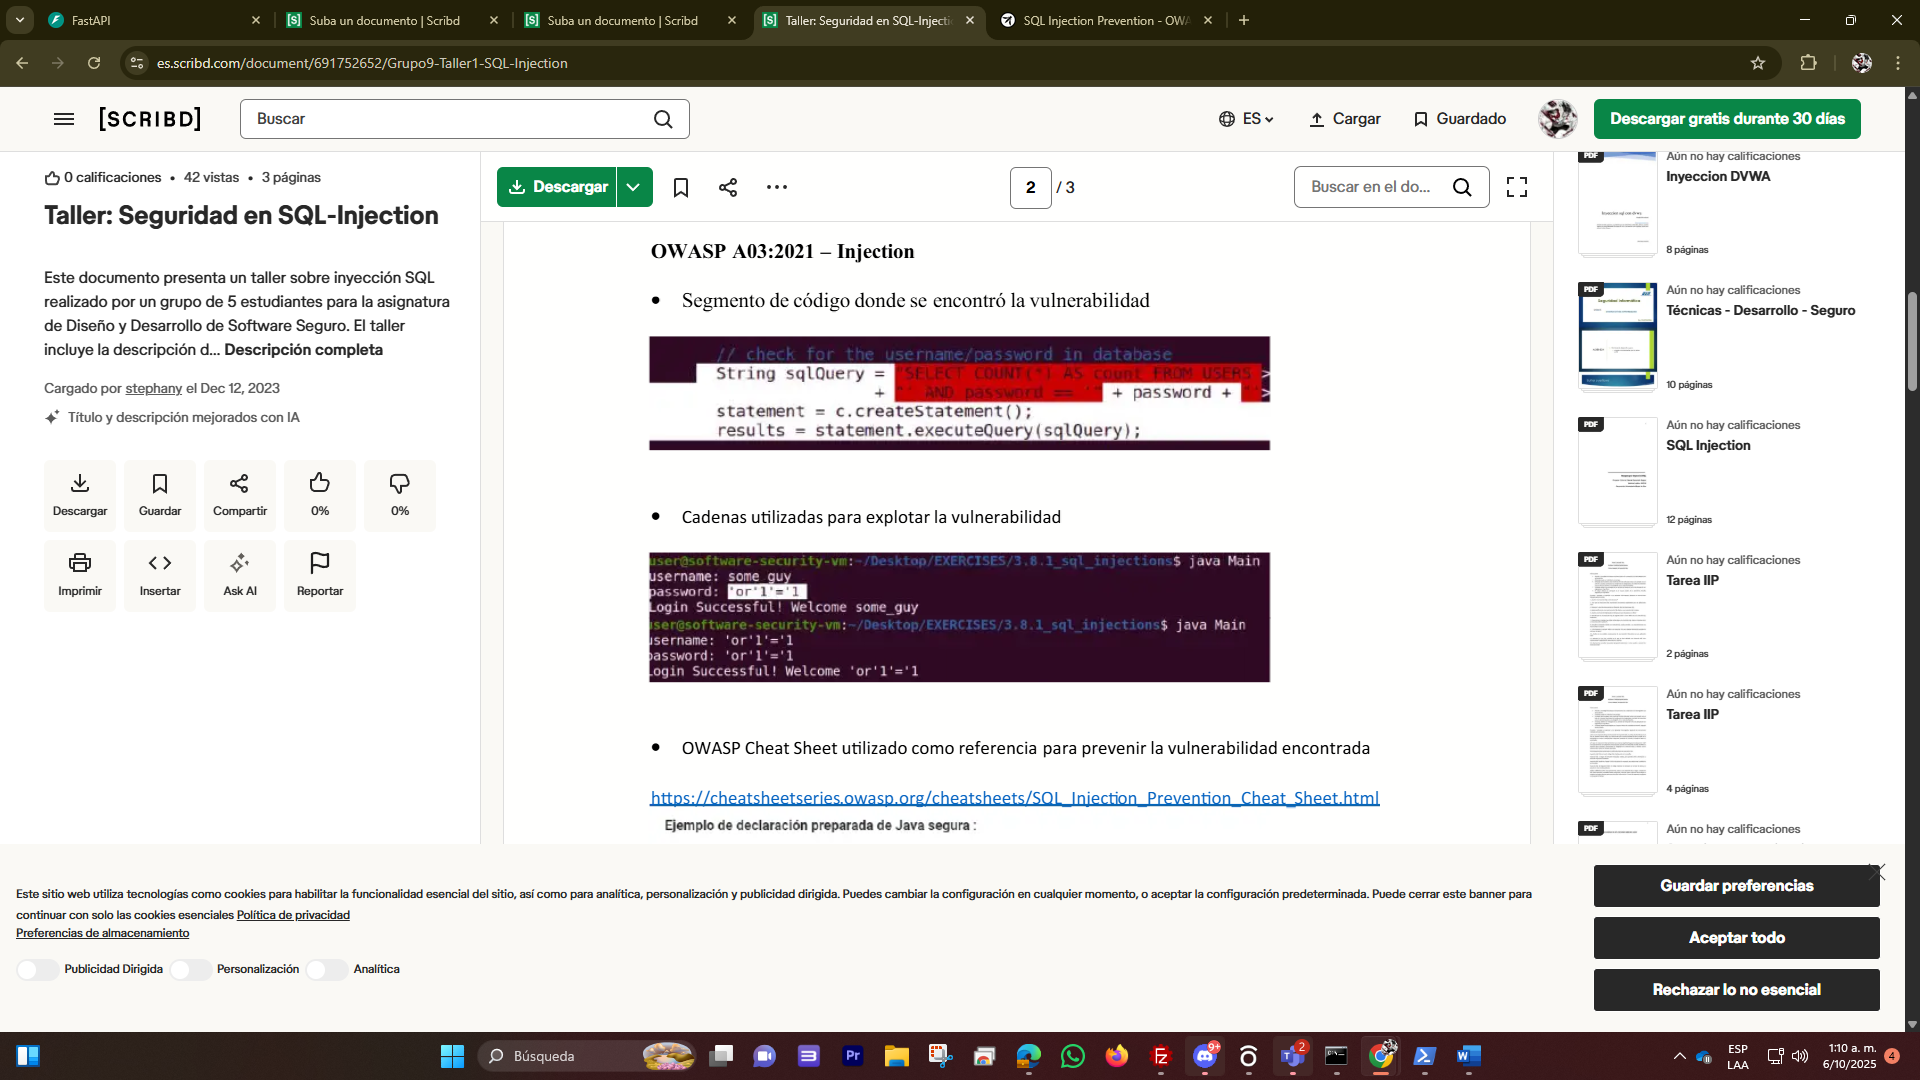 FastAPI
Suba un documento | Scribd
Suba un documento | Scribd
Taller: Seguridad en SQL-Injecti
SQL Injection Prevention - OWA
es.scribd.com/document/691752652/Grupo9-Taller1-SQL-Injection
[SCRIBD]
Buscar
ES
Cargar
Guardado
Descargar gratis durante 30 días
0 calificaciones • 42 vistas • 3 páginas
Taller: Seguridad en SQL-Injection
Este documento presenta un taller sobre inyección SQL
realizado por un grupo de 5 estudiantes para la asignatura
de Diseño y Desarrollo de Software Seguro. El taller
incluye la descripción d... Descripción completa
Cargado por stephany el Dec 12, 2023
Título y descripción mejorados con IA
Descargar
Guardar
Compartir
0%
0%
Imprimir
Insertar
Ask AI
Reportar
Descargar
2 / 3
Buscar en el do...
OWASP A03:2021 – Injection
• Segmento de código donde se encontró la vulnerabilidad
// check for the username/password in database
String sqlQuery = "SELECT COUNT(*) AS count FROM USERS >
+ "' AND password == '" + password + "' >
statement = c.createStatement();
results = statement.executeQuery(sqlQuery);
• Cadenas utilizadas para explotar la vulnerabilidad
user@software-security-vm:~/Desktop/EXERCISES/3.8.1_sql_injections$ java Main
username: some_guy
password: 'or'1'='1
Login Successful! Welcome some_guy
user@software-security-vm:~/Desktop/EXERCISES/3.8.1_sql_injections$ java Main
username: 'or'1'='1
password: 'or'1'='1
Login Successful! Welcome 'or'1'='1
• OWASP Cheat Sheet utilizado como referencia para prevenir la vulnerabilidad encontrada
https://cheatsheetseries.owasp.org/cheatsheets/SQL_Injection_Prevention_Cheat_Sheet.html
Ejemplo de declaración preparada de Java segura :
PDF
Aún no hay calificaciones
Inyeccion DVWA
8 páginas
PDF
Aún no hay calificaciones
Técnicas - Desarrollo - Seguro
10 páginas
PDF
Aún no hay calificaciones
SQL Injection
12 páginas
PDF
Aún no hay calificaciones
Tarea IIP
2 páginas
PDF
Aún no hay calificaciones
Tarea IIP
4 páginas
PDF
Aún no hay calificaciones
Este sitio web utiliza tecnologías como cookies para habilitar la funcionalidad esencial del sitio, así como para analítica, personalización y publicidad dirigida. Puedes cambiar la configuración en cualquier momento, o aceptar la configuración predeterminada. Puede cerrar este banner para
continuar con solo las cookies esenciales Política de privacidad
Preferencias de almacenamiento
Publicidad Dirigida
Personalización
Analítica
Guardar preferencias
Aceptar todo
Rechazar lo no esencial
Búsqueda
Pr
9+
2
ESP
LAA
1:10 a. m.
6/10/2025
4